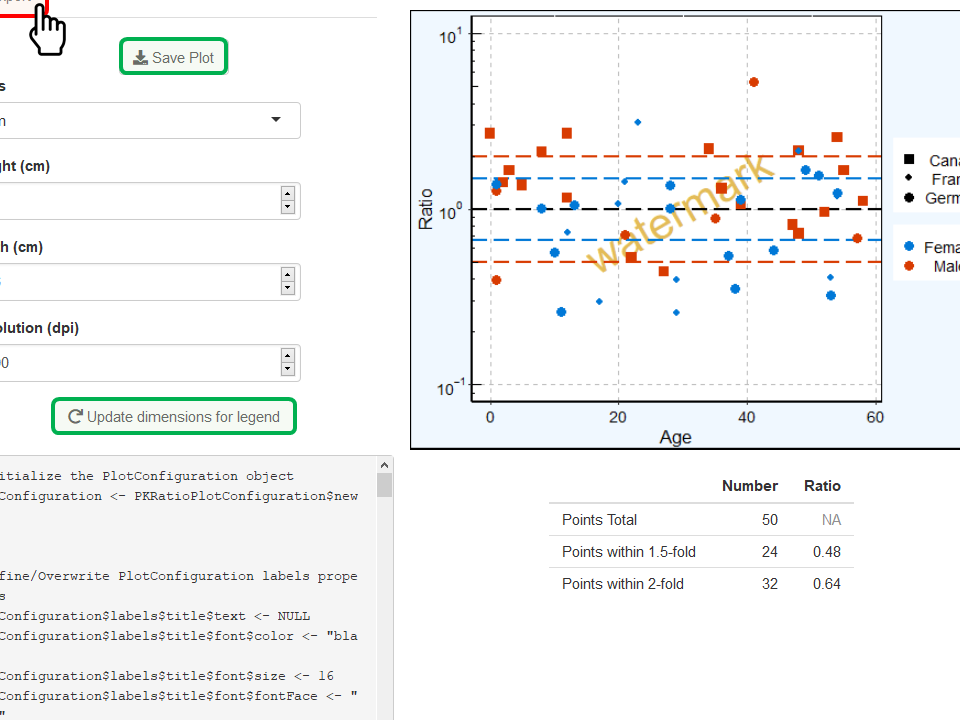 Save Plot
ght (cm)
h (cm)
olution (dpi)
Update dimensions for legend
itialize the PlotConfiguration object
Configuration <- PKRatioPlotConfiguration$new
fine/Overwrite PlotConfiguration labels prope
s
Configuration$labels$title$text <- NULL
Configuration$labels$title$font$color <- "bla
Configuration$labels$title$font$size <- 16
Configuration$labels$title$font$fontFace <- "
"
10^1
10^0
10^-1
Ratio
watermark
0 20 40 60
Age
Cana
Fran
Germ
Fema
Male
Number Ratio
Points Total 50 NA
Points within 1.5-fold 24 0.48
Points within 2-fold 32 0.64